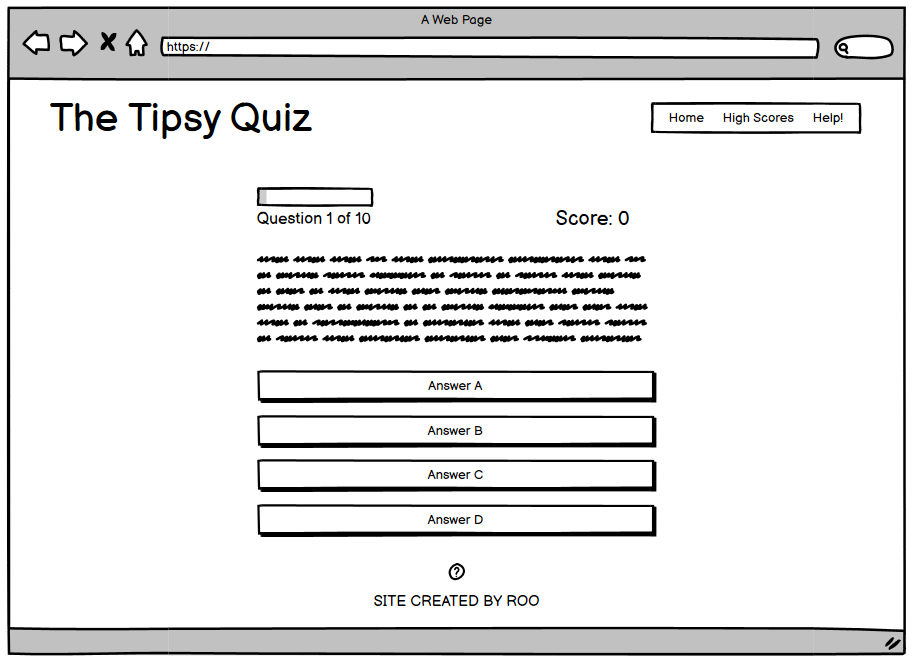 A Web Page
https://
The Tipsy Quiz
Home High Scores Help!
Question 1 of 10
Score: 0
Answer A
Answer B
Answer C
Answer D
?
SITE CREATED BY ROO